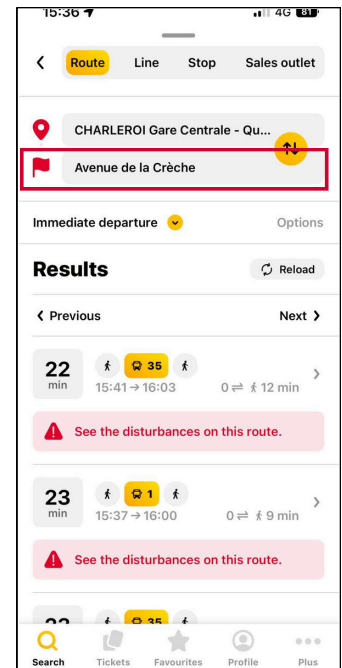 15:36 4G 81
Route Line Stop Sales outlet
CHARLEROI Gare Centrale - Qu...
Avenue de la Crèche
Immediate departure Options
Results Reload
Previous Next
22 35
min 15:41 → 16:03 0 ⇌ 12 min
See the disturbances on this route.
23 1
min 15:37 → 16:00 0 ⇌ 9 min
See the disturbances on this route.
35
Search Tickets Favourites Profile Plus